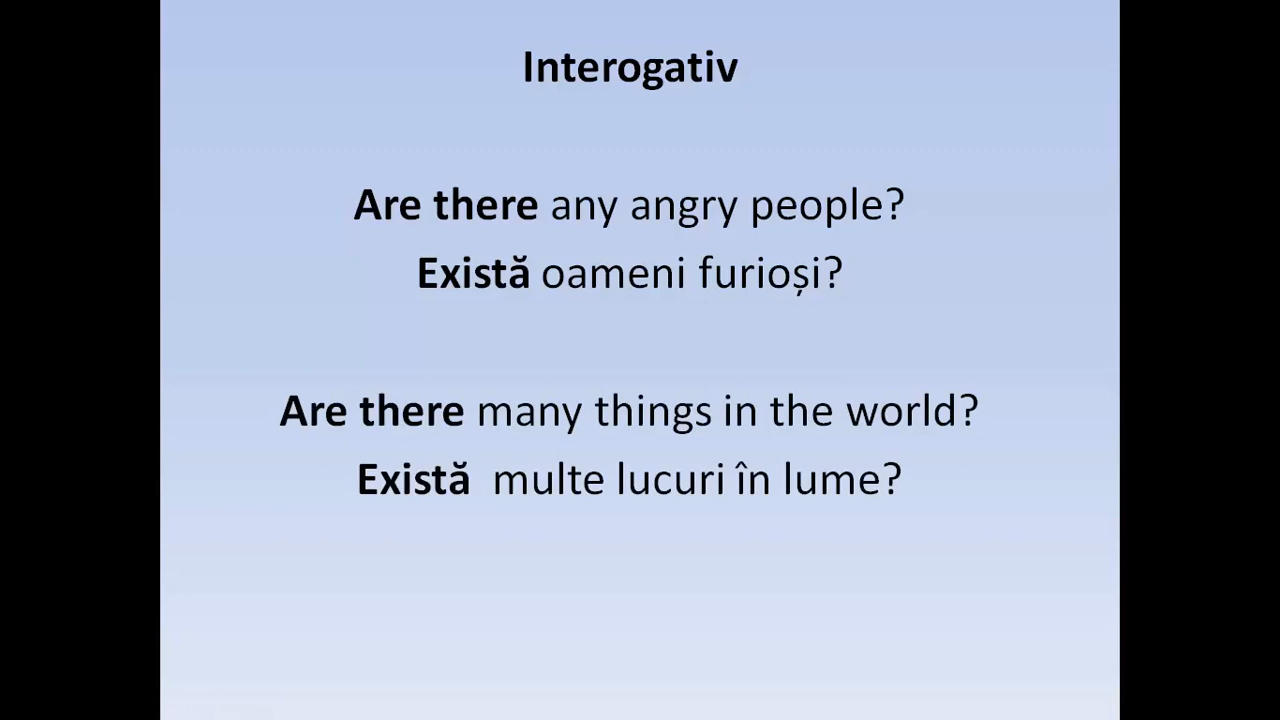 Interogativ
Are there any angry people?
Există oameni furioși?
Are there many things in the world?
Există multe lucuri în lume?